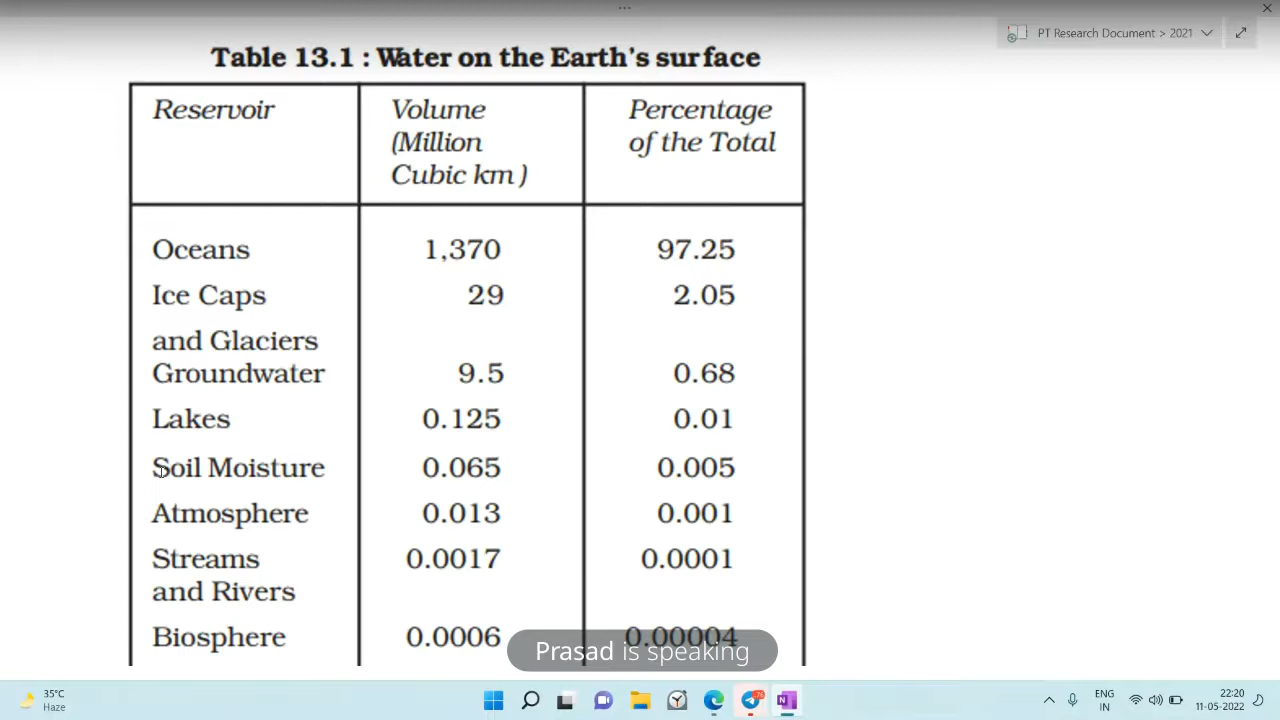 ...
PT Research Document > 2021
Table 13.1 : Water on the Earth's surface
Reservoir Volume (Million Cubic km ) Percentage of the Total
Oceans 1,370 97.25
Ice Caps 29 2.05
and Glaciers
Groundwater 9.5 0.68
Lakes 0.125 0.01
Soil Moisture 0.065 0.005
Atmosphere 0.013 0.001
Streams 0.0017 0.0001
and Rivers
Biosphere 0.0006 0.00004
Prasad is speaking
35°C
Haze
76
ENG
IN
22:20
11-05-2022